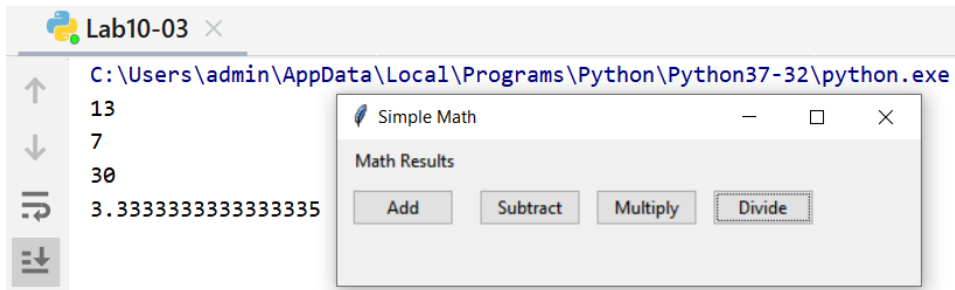 Lab10-03
C:\Users\admin\AppData\Local\Programs\Python\Python37-32\python.exe
13
7
30
3.3333333333333335
Simple Math
Math Results
Add Subtract Multiply Divide